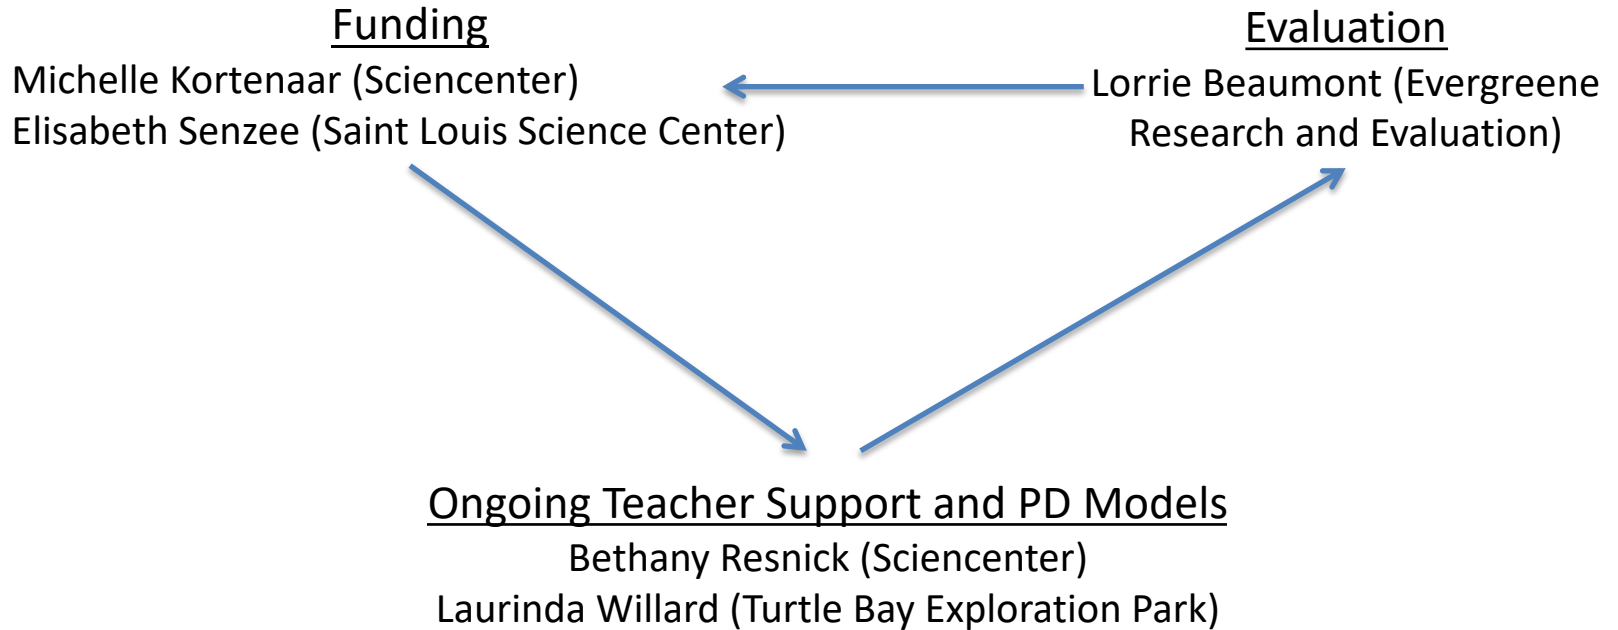 Funding
Michelle Kortenaar (Sciencenter)
Elisabeth Senzee (Saint Louis Science Center)
Evaluation
Lorrie Beaumont (Evergreene
Research and Evaluation)
Ongoing Teacher Support and PD Models
Bethany Resnick (Sciencenter)
Laurinda Willard (Turtle Bay Exploration Park)